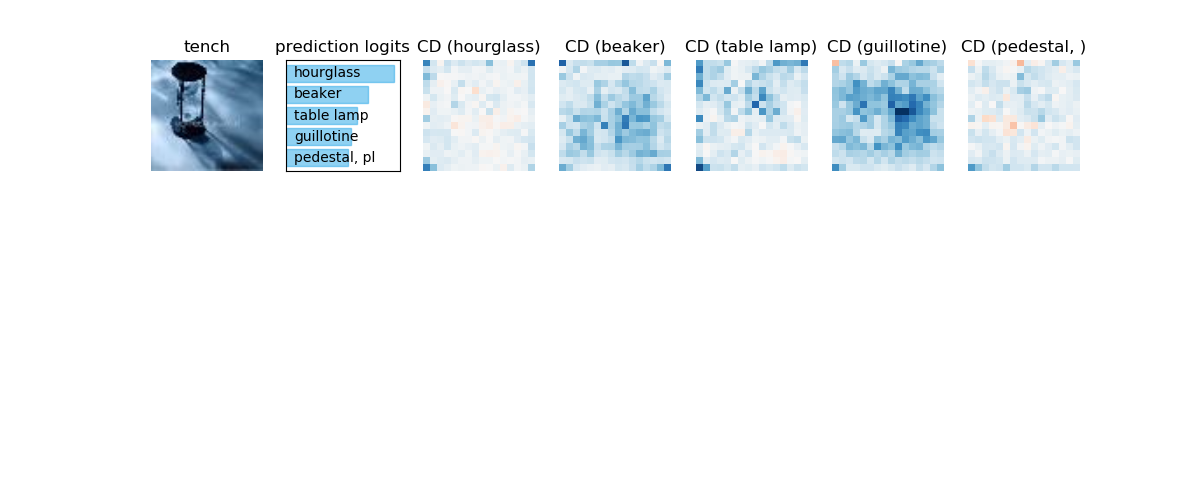 tench
prediction logits
CD (hourglass)
CD (beaker)
CD (table lamp)
CD (guillotine)
CD (pedestal, )
hourglass
beaker
table lamp
guillotine
pedestal, pl